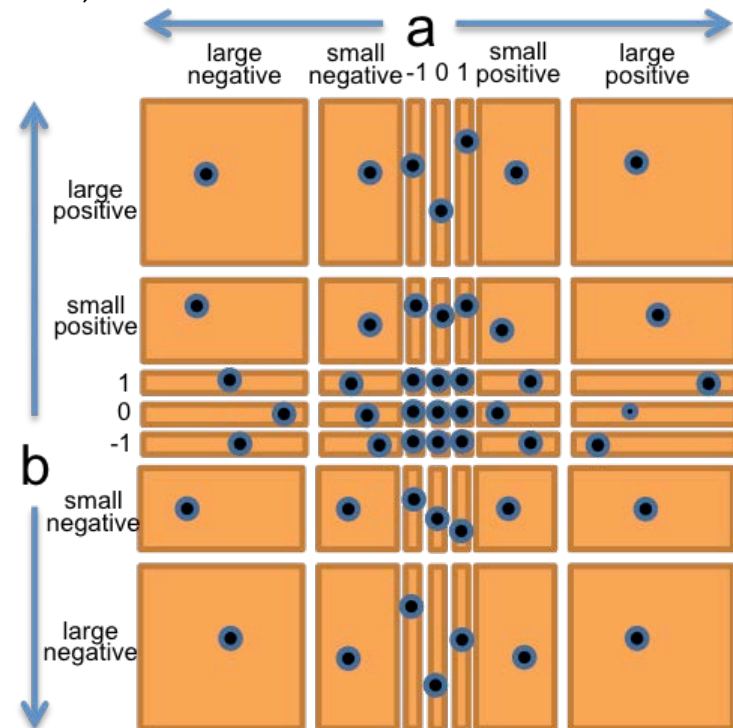 a
large
negative
small
negative
-1 0 1
small
positive
large
positive
large
positive
small
positive
1
0
-1
b
small
negative
large
negative